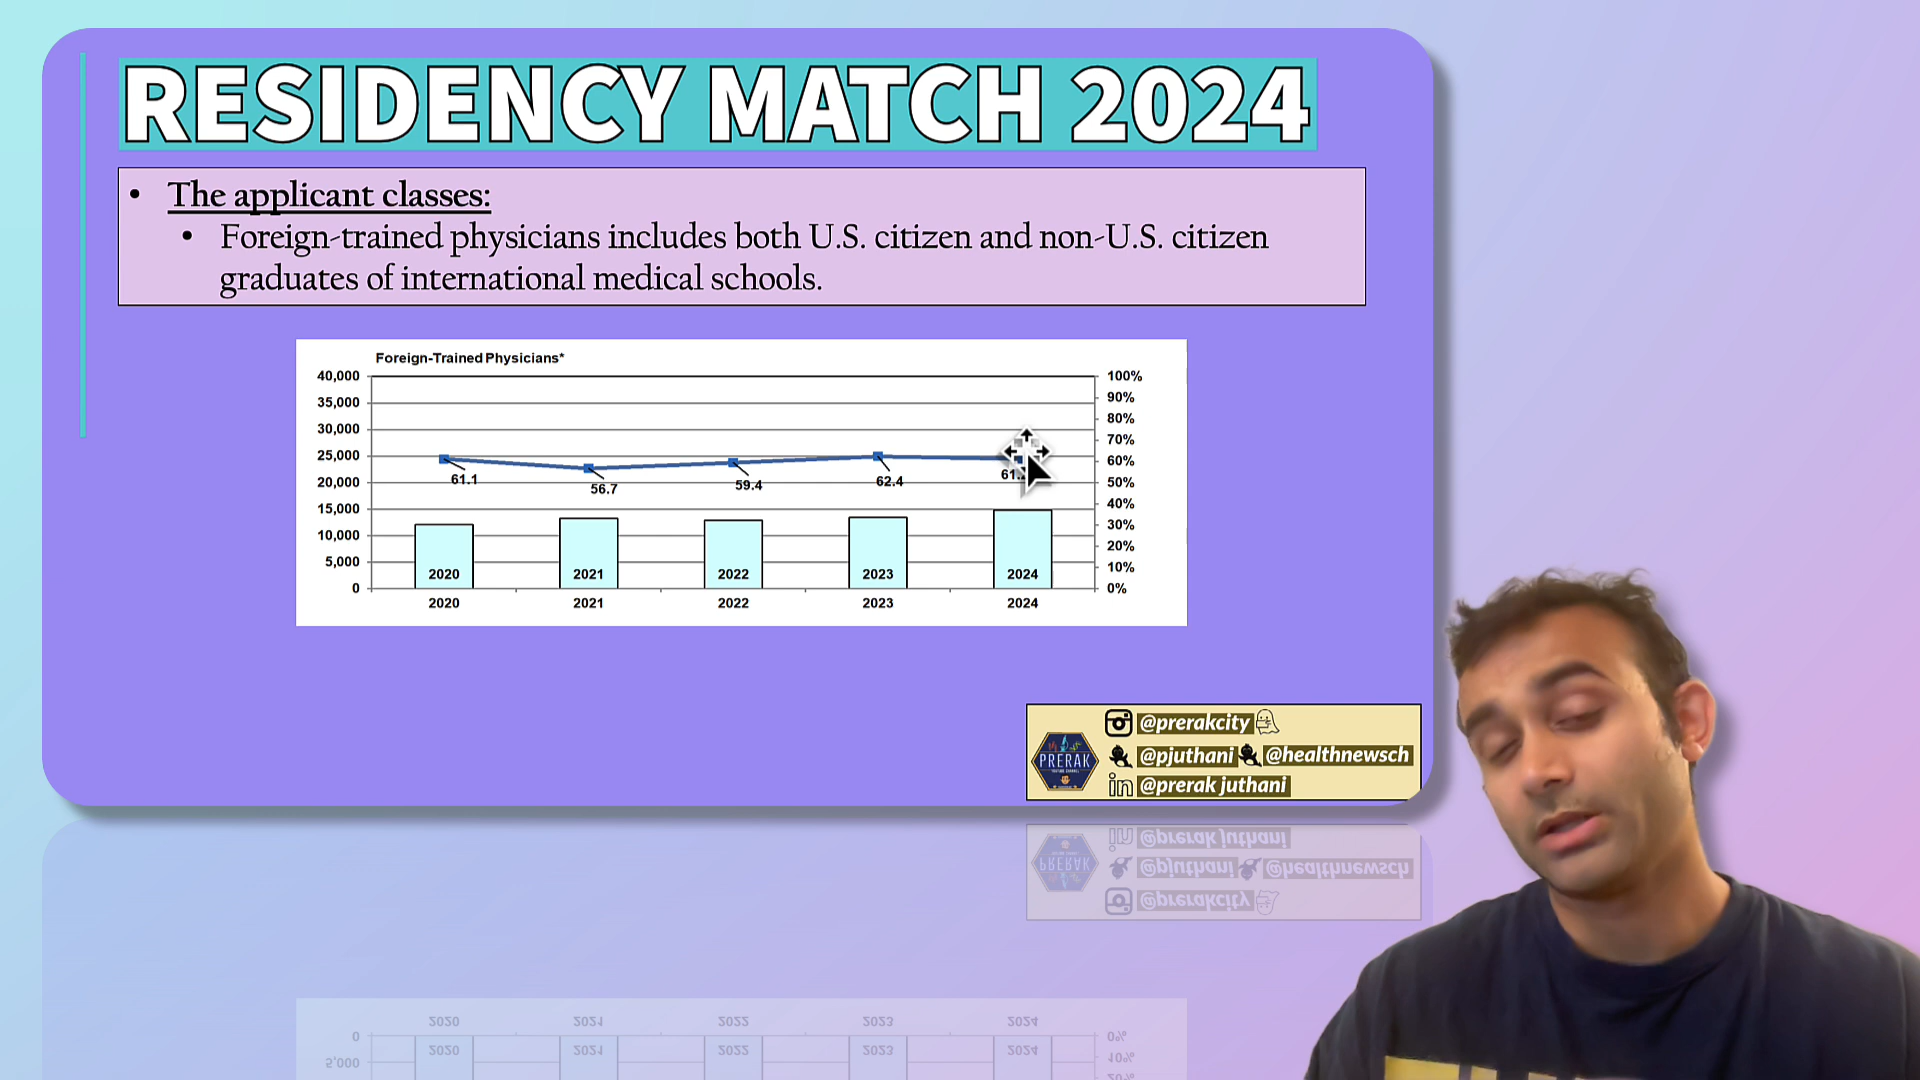 RESIDENCY MATCH 2024
• The applicant classes:
• Foreign-trained physicians includes both U.S. citizen and non-U.S. citizen
graduates of international medical schools.
Foreign-Trained Physicians*
40,000
35,000
30,000
25,000
20,000
15,000
10,000
5,000
0
100%
90%
80%
70%
60%
50%
40%
30%
20%
10%
0%
61.1
56.7
59.4
62.4
2020 2021 2022 2023 2024
2020 2021 2022 2023 2024
PRERAK
@prerakcity
@pjuthani @healthnewsch
in @prerak juthani